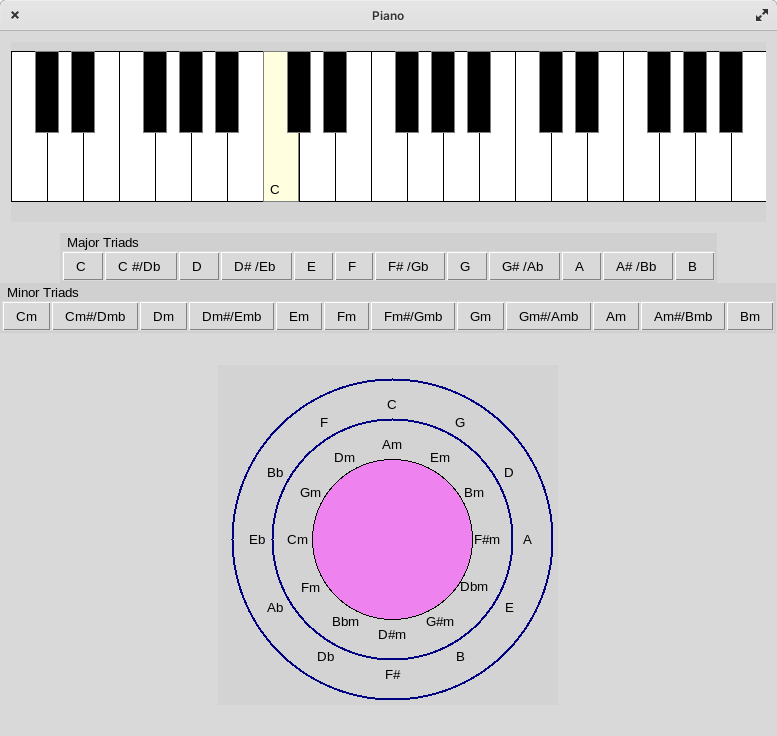 Piano
C
Major Triads
C C #/Db D D# /Eb E F F# /Gb G G# /Ab A A# /Bb B
Minor Triads
Cm Cm#/Dmb Dm Dm#/Emb Em Fm Fm#/Gmb Gm Gm#/Amb Am Am#/Bmb Bm
C
F G
Am
Dm Em
Bb D
Gm Bm
Eb Cm F#m A
Fm Dbm
Ab E
Bbm G#m
D#m
Db B
F#